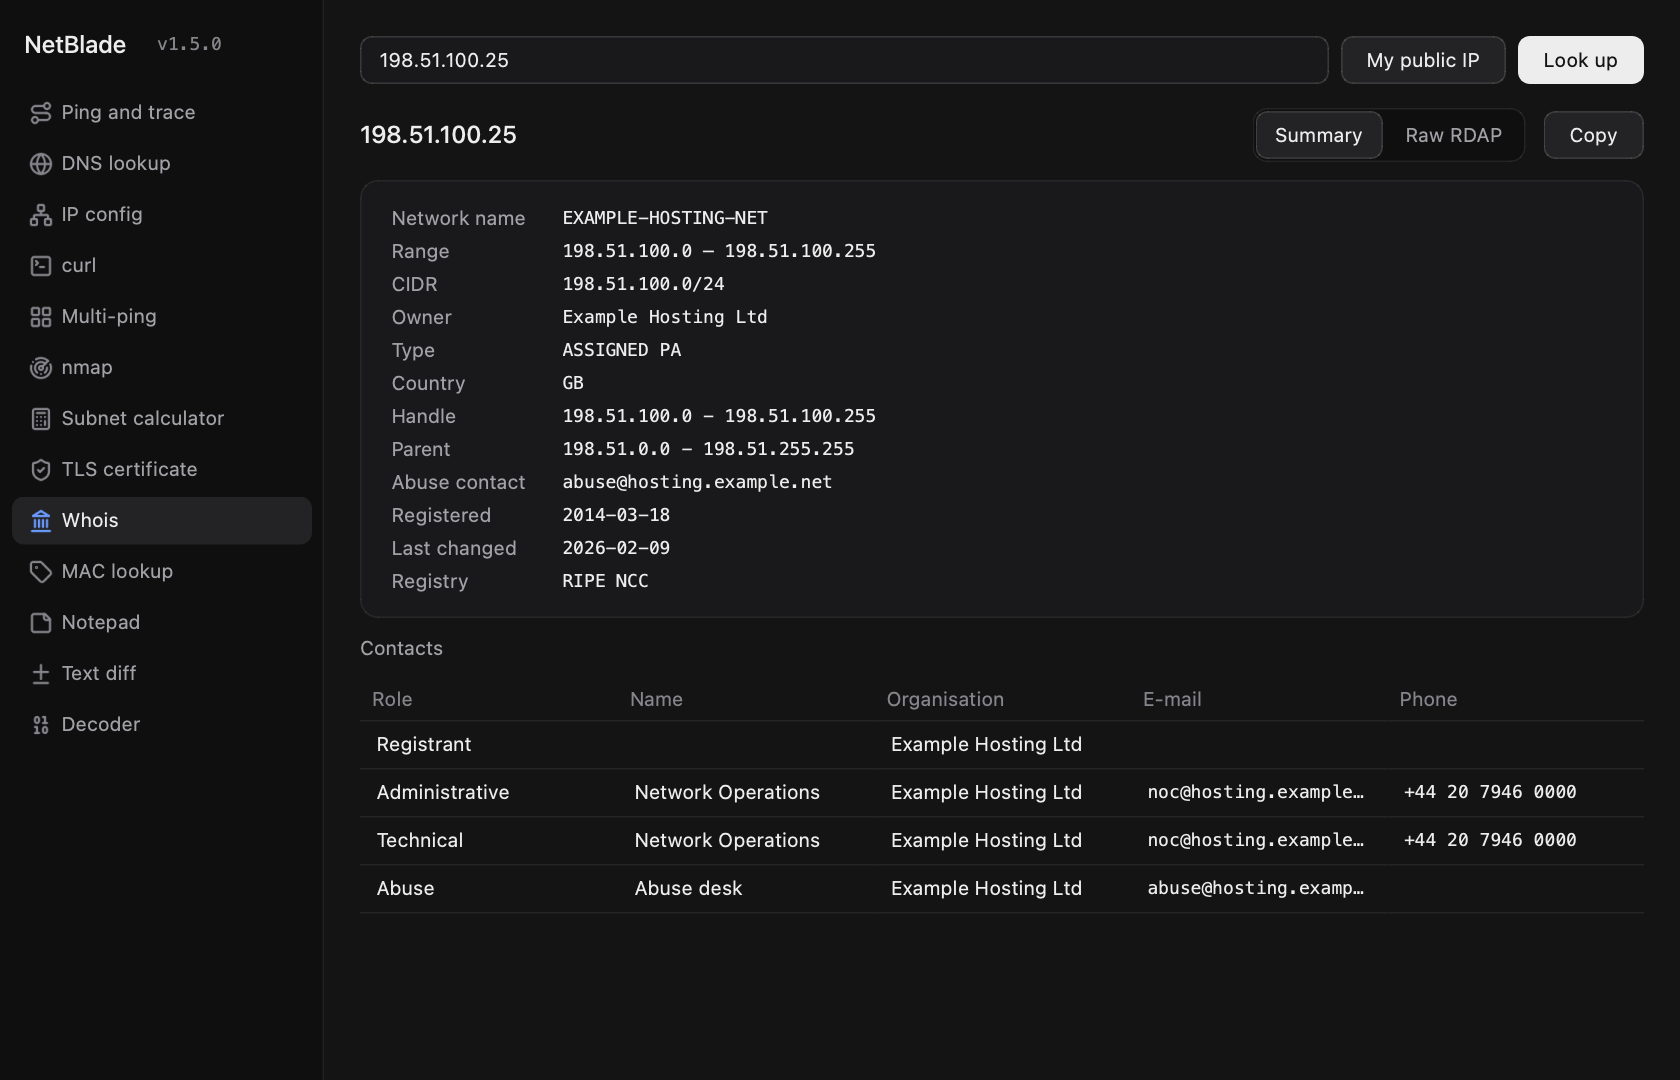 NetBlade v1.5.0
Ping and trace
DNS lookup
IP config
curl
Multi-ping
nmap
Subnet calculator
TLS certificate
Whois
MAC lookup
Notepad
Text diff
Decoder
198.51.100.25 My public IP Look up
198.51.100.25 Summary Raw RDAP Copy
Network name EXAMPLE-HOSTING-NET
Range 198.51.100.0 – 198.51.100.255
CIDR 198.51.100.0/24
Owner Example Hosting Ltd
Type ASSIGNED PA
Country GB
Handle 198.51.100.0 - 198.51.100.255
Parent 198.51.0.0 - 198.51.255.255
Abuse contact abuse@hosting.example.net
Registered 2014-03-18
Last changed 2026-02-09
Registry RIPE NCC
Contacts
Role Name Organisation E-mail Phone
Registrant Example Hosting Ltd
Administrative Network Operations Example Hosting Ltd noc@hosting.example… +44 20 7946 0000
Technical Network Operations Example Hosting Ltd noc@hosting.example… +44 20 7946 0000
Abuse Abuse desk Example Hosting Ltd abuse@hosting.examp…